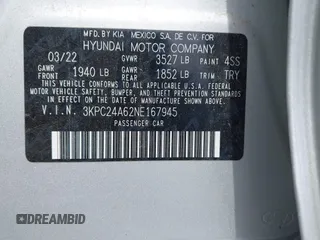 MFD. BY KIA MEXICO S.A. DE C.V. FOR
HYUNDAI MOTOR COMPANY
03/22 GVWR 3527 LB PAINT 4SS
GAWR FRONT 1940 LB GAWR REAR 1852 LB TRIM TRY
THIS VEHICLE CONFORMS TO ALL APPLICABLE U.S. FEDERAL
MOTOR VEHICLE SAFETY, BUMPER, AND THEFT PREVENTION
STANDARDS IN EFFECT ON THE DATE OF MANUFACTURE SHOWN ABOVE.
V.I.N. 3KPC24A62NE167945
PASSENGER CAR
© DREAMBID